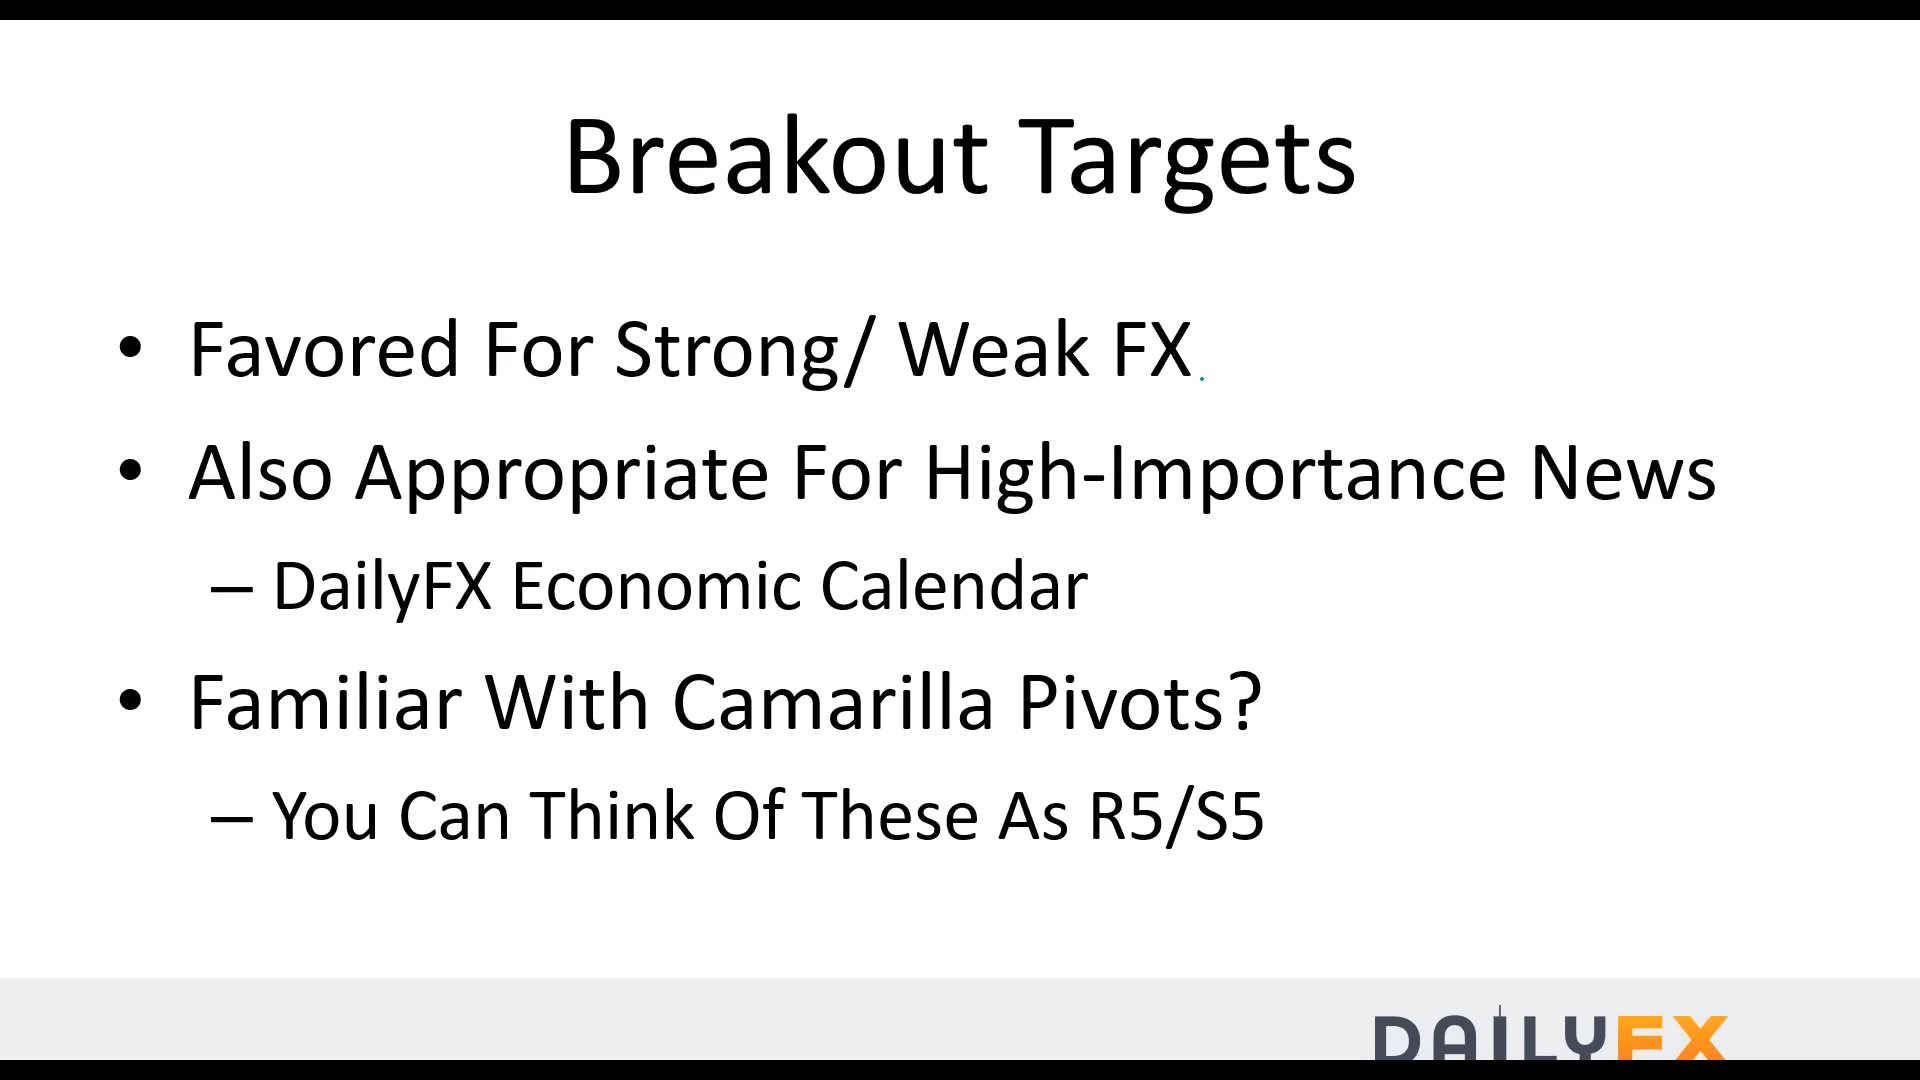 Breakout Targets
• Favored For Strong/ Weak FX
• Also Appropriate For High-Importance News
– DailyFX Economic Calendar
• Familiar With Camarilla Pivots?
– You Can Think Of These As R5/S5
DAILYFX